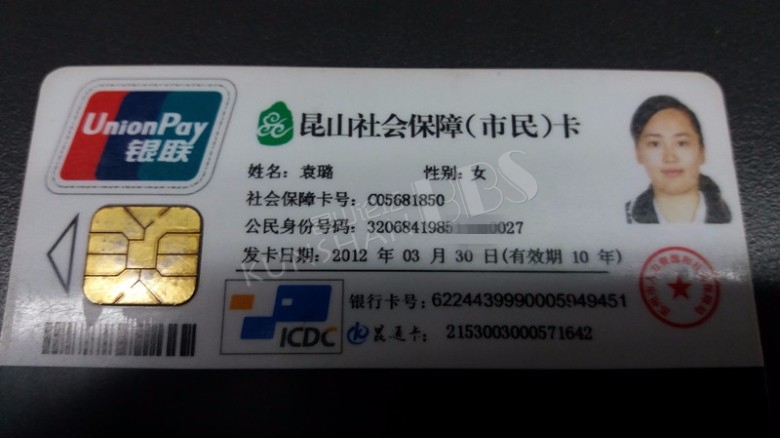 UnionPay
银联
昆山社会保障(市民)卡
姓名: 袁璐 性别: 女
社会保障卡号: C05681850
公民身份号码: 3206841985 0027
发卡日期: 2012 年 03 月 30 日(有效期 10 年)
银行卡号: 6224439990005949451
ICDC 昆通卡: 2153003000571642
KUNSHAN BBS